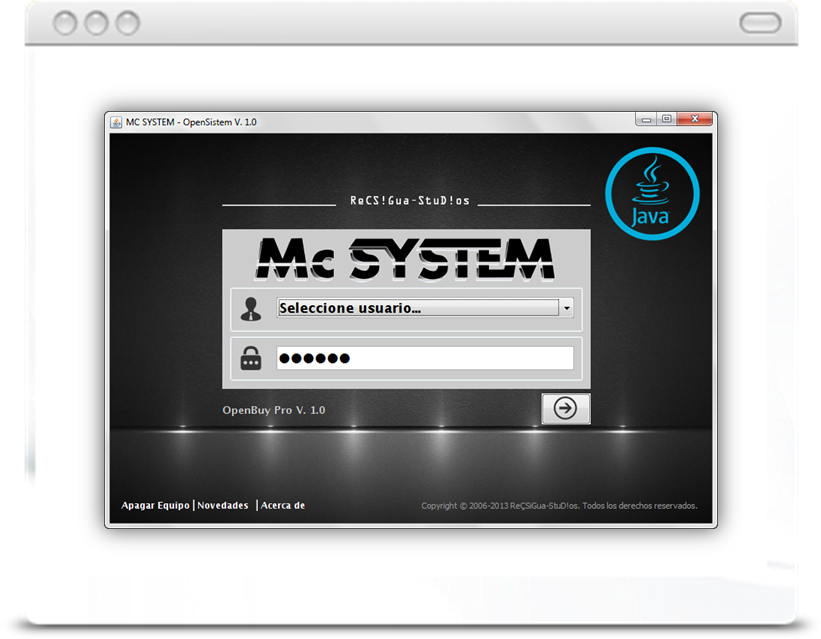 MC SYSTEM - OpenSistem V. 1.0
ReCS!Gua-StuD!os
Java
Mc SYSTEM
Seleccione usuario...
OpenBuy Pro V. 1.0
Apagar Equipo | Novedades | Acerca de
Copyright © 2006-2013 ReÇSiGua-StuD!os. Todos los derechos reservados.